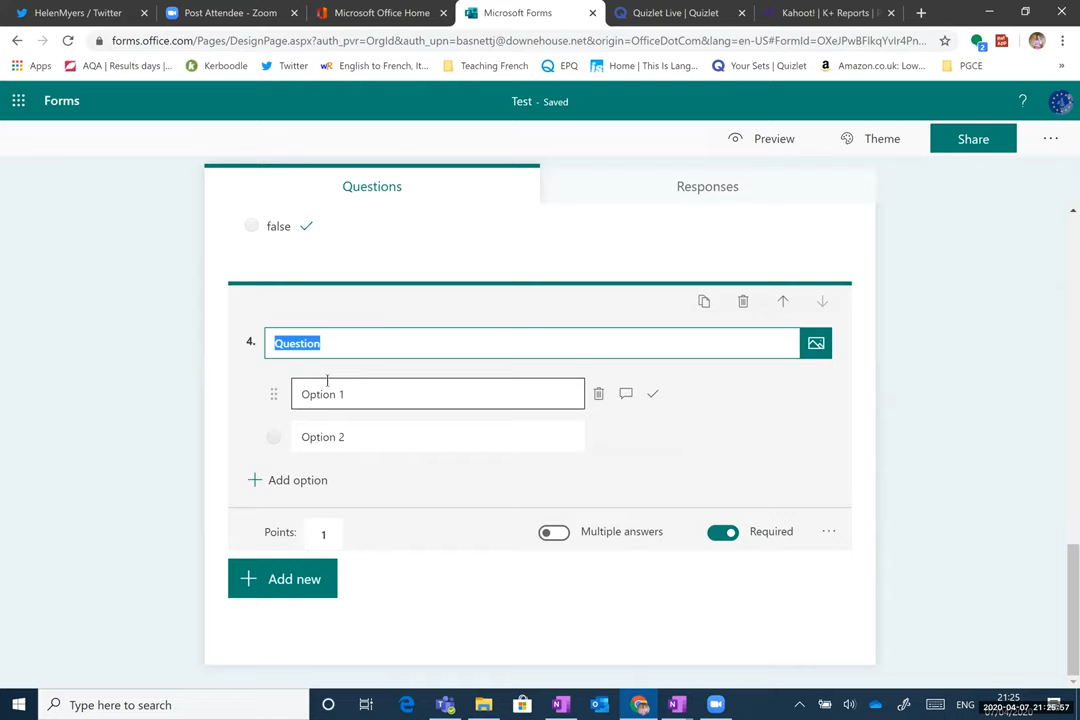 HelenMyers / Twitter
Post Attendee - Zoom
Microsoft Office Home
Microsoft Forms
Quizlet Live | Quizlet
Kahoot! | K+ Reports |
forms.office.com/Pages/DesignPage.aspx?auth_pvr=OrgId&auth_upn=basnettj@downehouse.net&origin=OfficeDotCom&lang=en-US#FormId=OXeJPwBFlkqYvIr4Pn...
Apps
AQA | Results days |...
Kerboodle
Twitter
English to French, It...
Teaching French
EPQ
Home | This Is Lang...
Your Sets | Quizlet
Amazon.co.uk: Low...
PGCE
»
Forms
Test - Saved
?
Preview
Theme
Share
Questions
Responses
false
4.
Question
Option 1
Option 2
Add option
Points:
1
Multiple answers
Required
Add new
Type here to search
ENG
21:25
2020-04-07 21:25:57